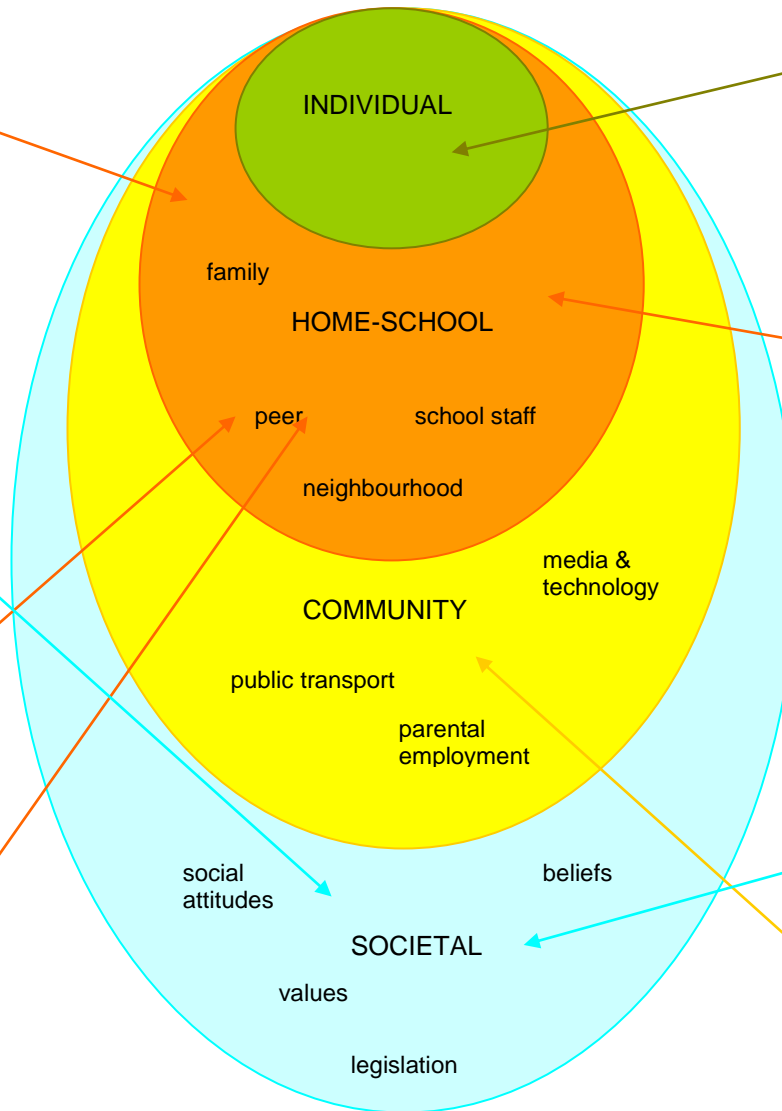 INDIVIDUAL
family
HOME-SCHOOL
peer
school staff
neighbourhood
media &
technology
COMMUNITY
public transport
parental
employment
social
attitudes
beliefs
SOCIETAL
values
legislation